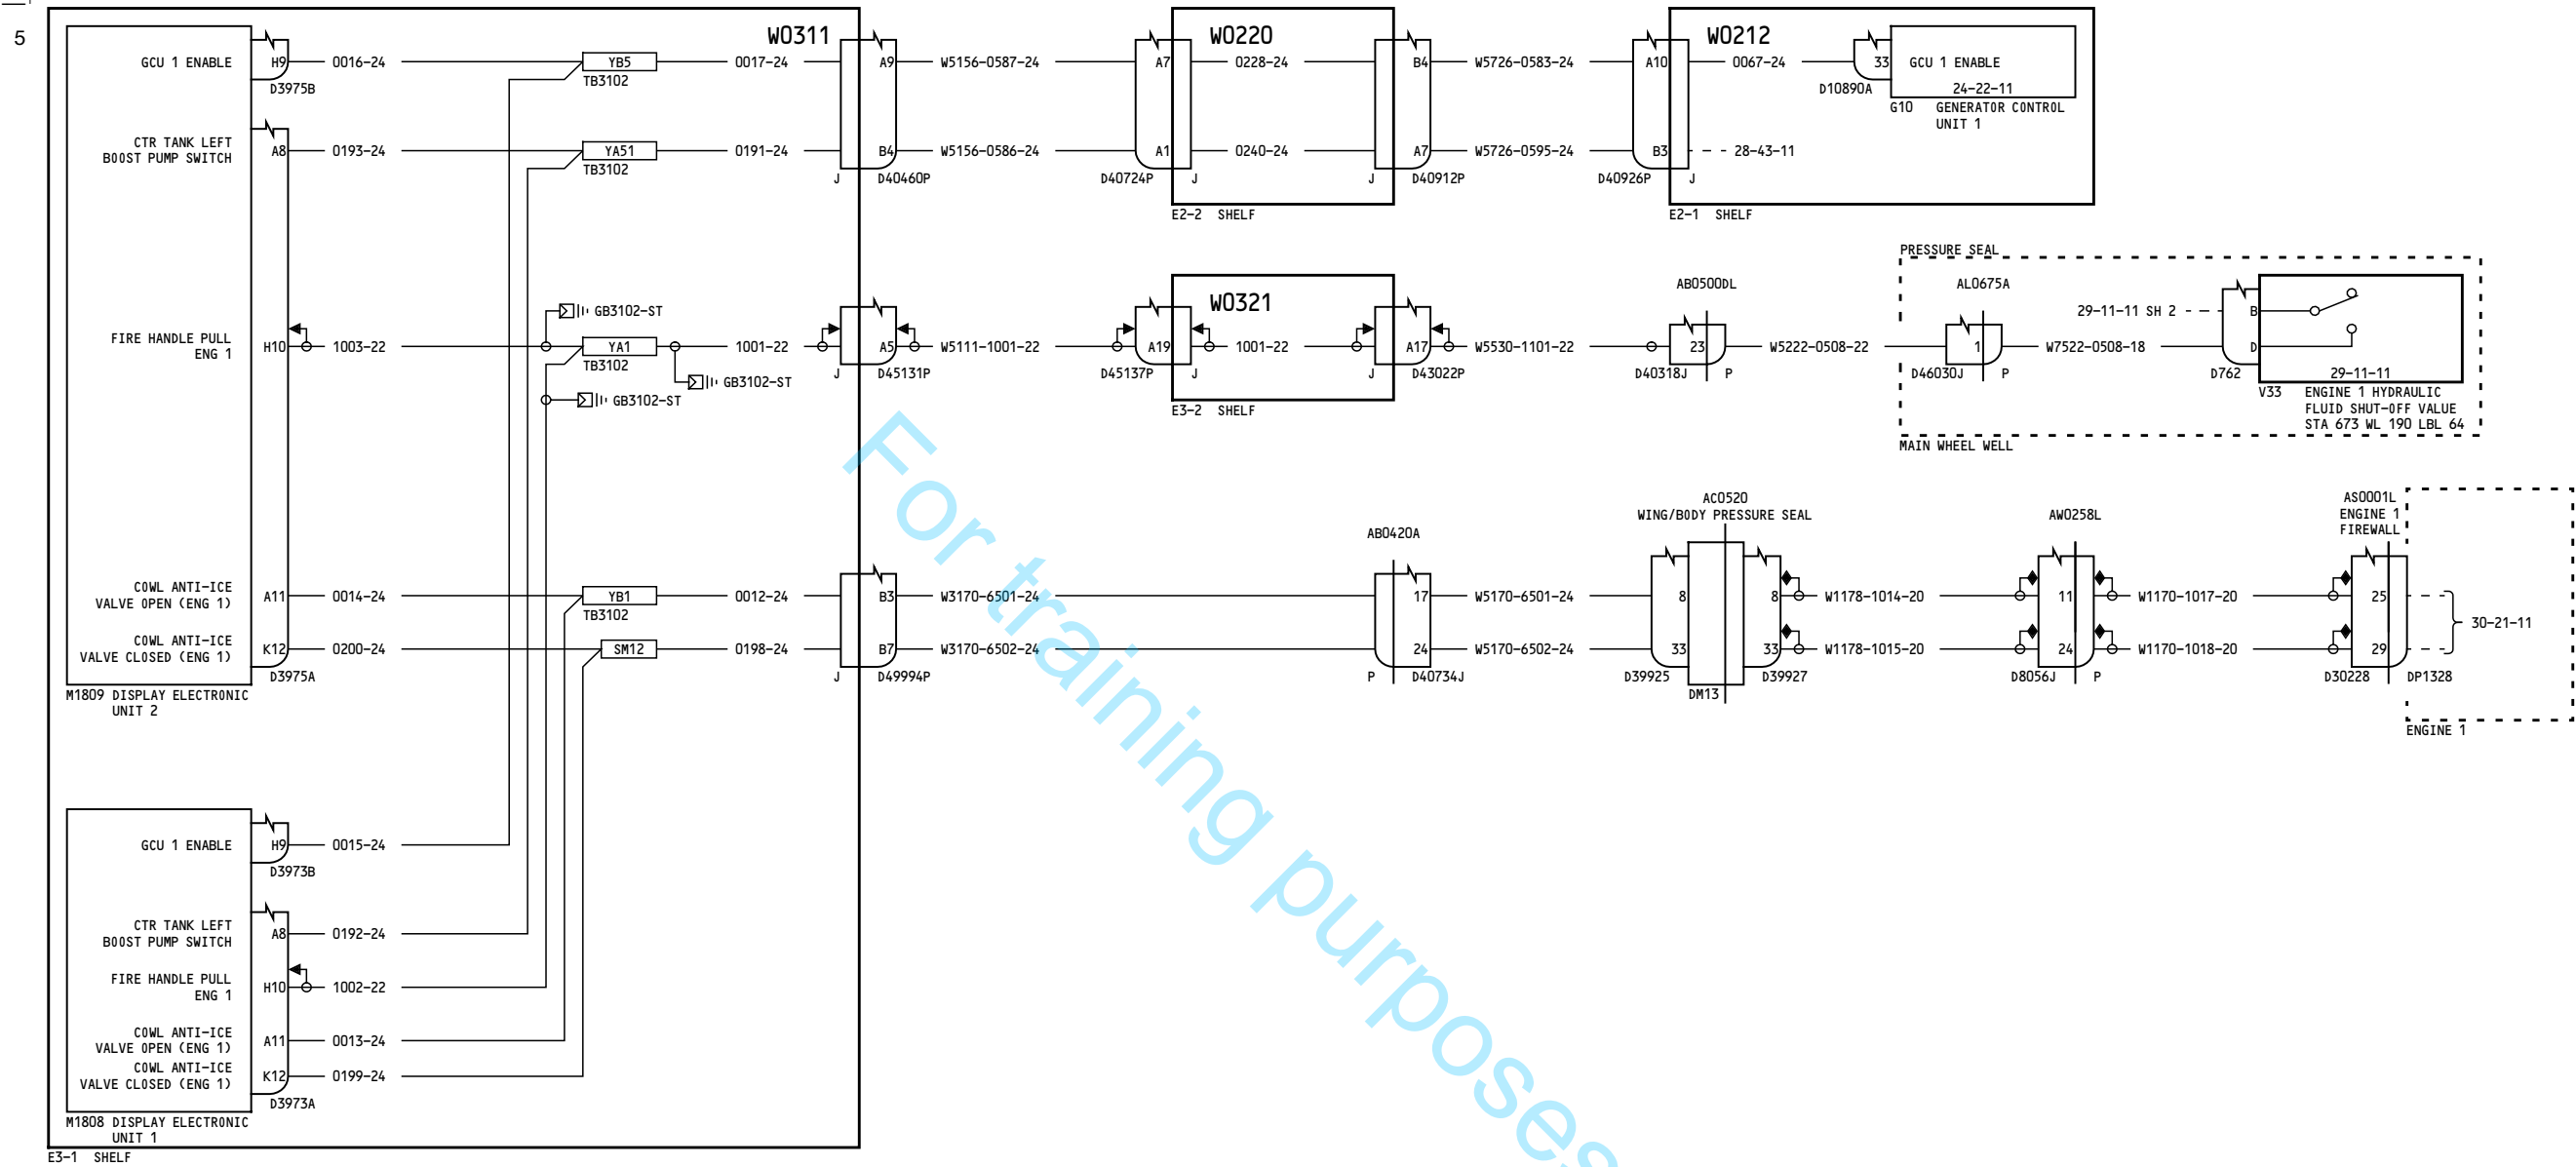 5
W0311
W0220
W0212
GCU 1 ENABLE
H9
0016-24
YB5
TB3102
0017-24
A9
W5156-0587-24
A7
0228-24
B4
W5726-0583-24
A10
0067-24
33
GCU 1 ENABLE
D3975B
D10890A
24-22-11
G10 GENERATOR CONTROL
UNIT 1
CTR TANK LEFT
BOOST PUMP SWITCH
A8
0193-24
YA51
TB3102
0191-24
B4
W5156-0586-24
A1
0240-24
A7
W5726-0595-24
B3
28-43-11
J
D40460P
D40724P
J
J
D40912P
D40926P
J
E2-2 SHELF
E2-1 SHELF
PRESSURE SEAL
W0321
AB0500DL
AL0675A
GB3102-ST
29-11-11 SH 2
B
FIRE HANDLE PULL
ENG 1
H10
1003-22
YA1
TB3102
1001-22
A5
W5111-1001-22
A19
1001-22
A17
W5530-1101-22
23
W5222-0508-22
1
W7522-0508-18
D
GB3102-ST
GB3102-ST
J
D45131P
D45137P
J
J
D43022P
D40318J
P
D46030J
P
D762
29-11-11
V33 ENGINE 1 HYDRAULIC
FLUID SHUT-OFF VALUE
STA 673 WL 190 LBL 64
E3-2 SHELF
MAIN WHEEL WELL
AB0420A
AC0520
WING/BODY PRESSURE SEAL
AW0258L
AS0001L
ENGINE 1
FIREWALL
COWL ANTI-ICE
VALVE OPEN (ENG 1)
A11
0014-24
YB1
TB3102
0012-24
B3
W3170-6501-24
17
W5170-6501-24
8
8
W1178-1014-20
11
W1170-1017-20
25
30-21-11
COWL ANTI-ICE
VALVE CLOSED (ENG 1)
K12
0200-24
SM12
0198-24
B7
W3170-6502-24
24
W5170-6502-24
33
33
W1178-1015-20
24
W1170-1018-20
29
D3975A
J
D49994P
P
D40734J
D39925
DM13
D39927
D8056J
P
D30228
DP1328
ENGINE 1
M1809 DISPLAY ELECTRONIC
UNIT 2
GCU 1 ENABLE
H9
0015-24
D3973B
CTR TANK LEFT
BOOST PUMP SWITCH
A8
0192-24
FIRE HANDLE PULL
ENG 1
H10
1002-22
COWL ANTI-ICE
VALVE OPEN (ENG 1)
A11
0013-24
COWL ANTI-ICE
VALVE CLOSED (ENG 1)
K12
0199-24
D3973A
M1808 DISPLAY ELECTRONIC
UNIT 1
E3-1 SHELF
For training purposes